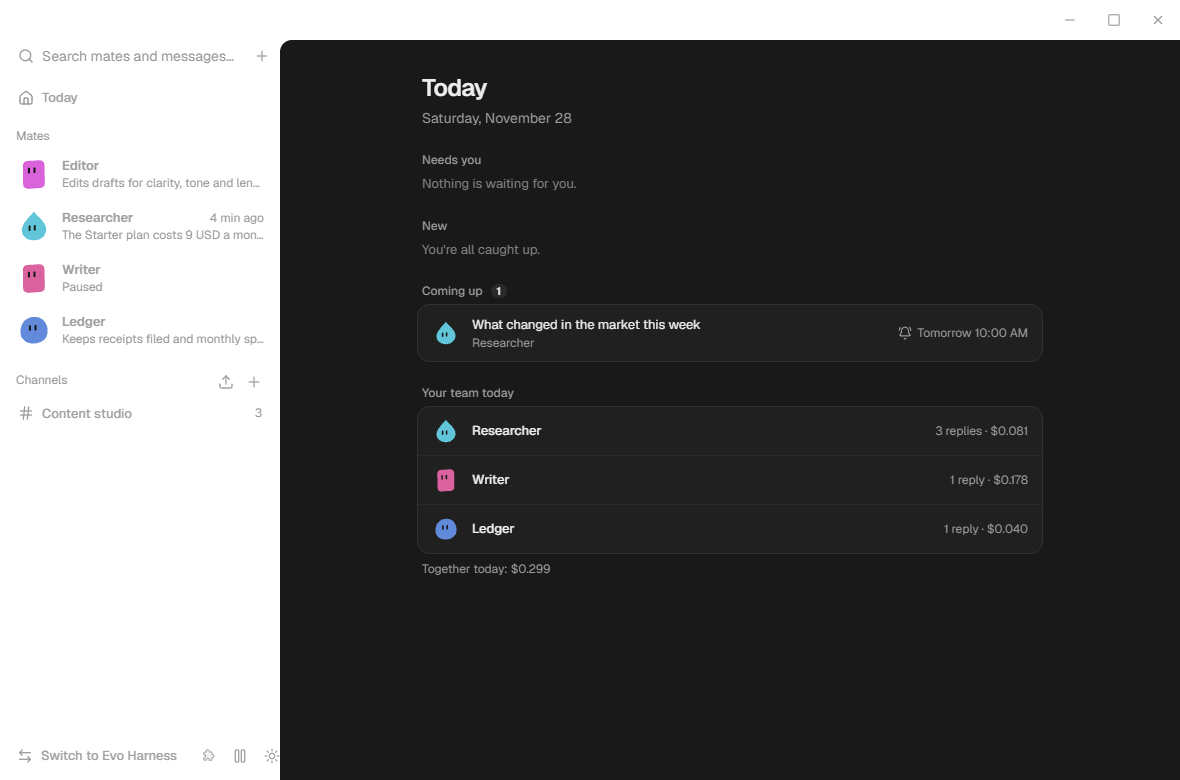 Search mates and messages...
Today
Mates
Editor
Edits drafts for clarity, tone and len...
Researcher 4 min ago
The Starter plan costs 9 USD a mon...
Writer
Paused
Ledger
Keeps receipts filed and monthly sp...
Channels
# Content studio 3
Switch to Evo Harness
Today
Saturday, November 28
Needs you
Nothing is waiting for you.
New
You're all caught up.
Coming up 1
What changed in the market this week
Researcher
Tomorrow 10:00 AM
Your team today
Researcher 3 replies · $0.081
Writer 1 reply · $0.178
Ledger 1 reply · $0.040
Together today: $0.299